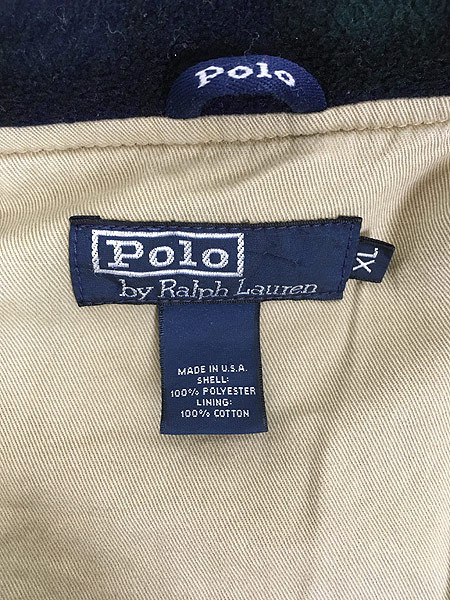 Polo
Polo
by Ralph Lauren
XL
MADE IN U.S.A.
SHELL:
100% POLYESTER
LINING:
100% COTTON